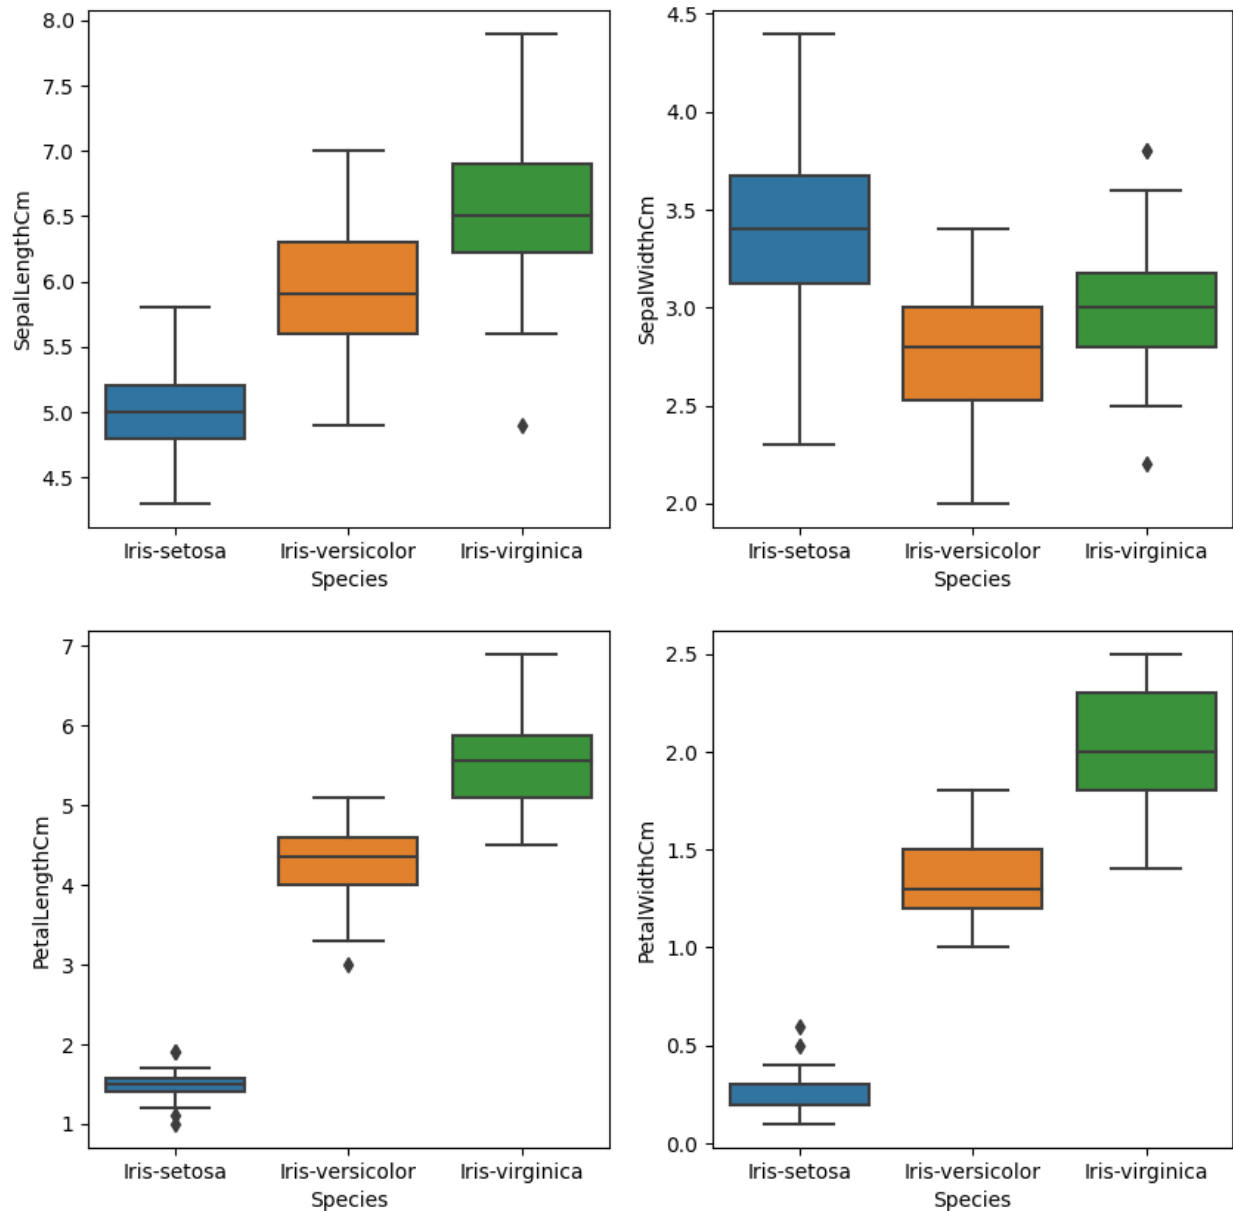 SepalLengthCm
8.0
7.5
7.0
6.5
6.0
5.5
5.0
4.5
Iris-setosa Iris-versicolor Iris-virginica
Species
SepalWidthCm
4.5
4.0
3.5
3.0
2.5
2.0
Iris-setosa Iris-versicolor Iris-virginica
Species
PetalLengthCm
7
6
5
4
3
2
1
Iris-setosa Iris-versicolor Iris-virginica
Species
PetalWidthCm
2.5
2.0
1.5
1.0
0.5
0.0
Iris-setosa Iris-versicolor Iris-virginica
Species